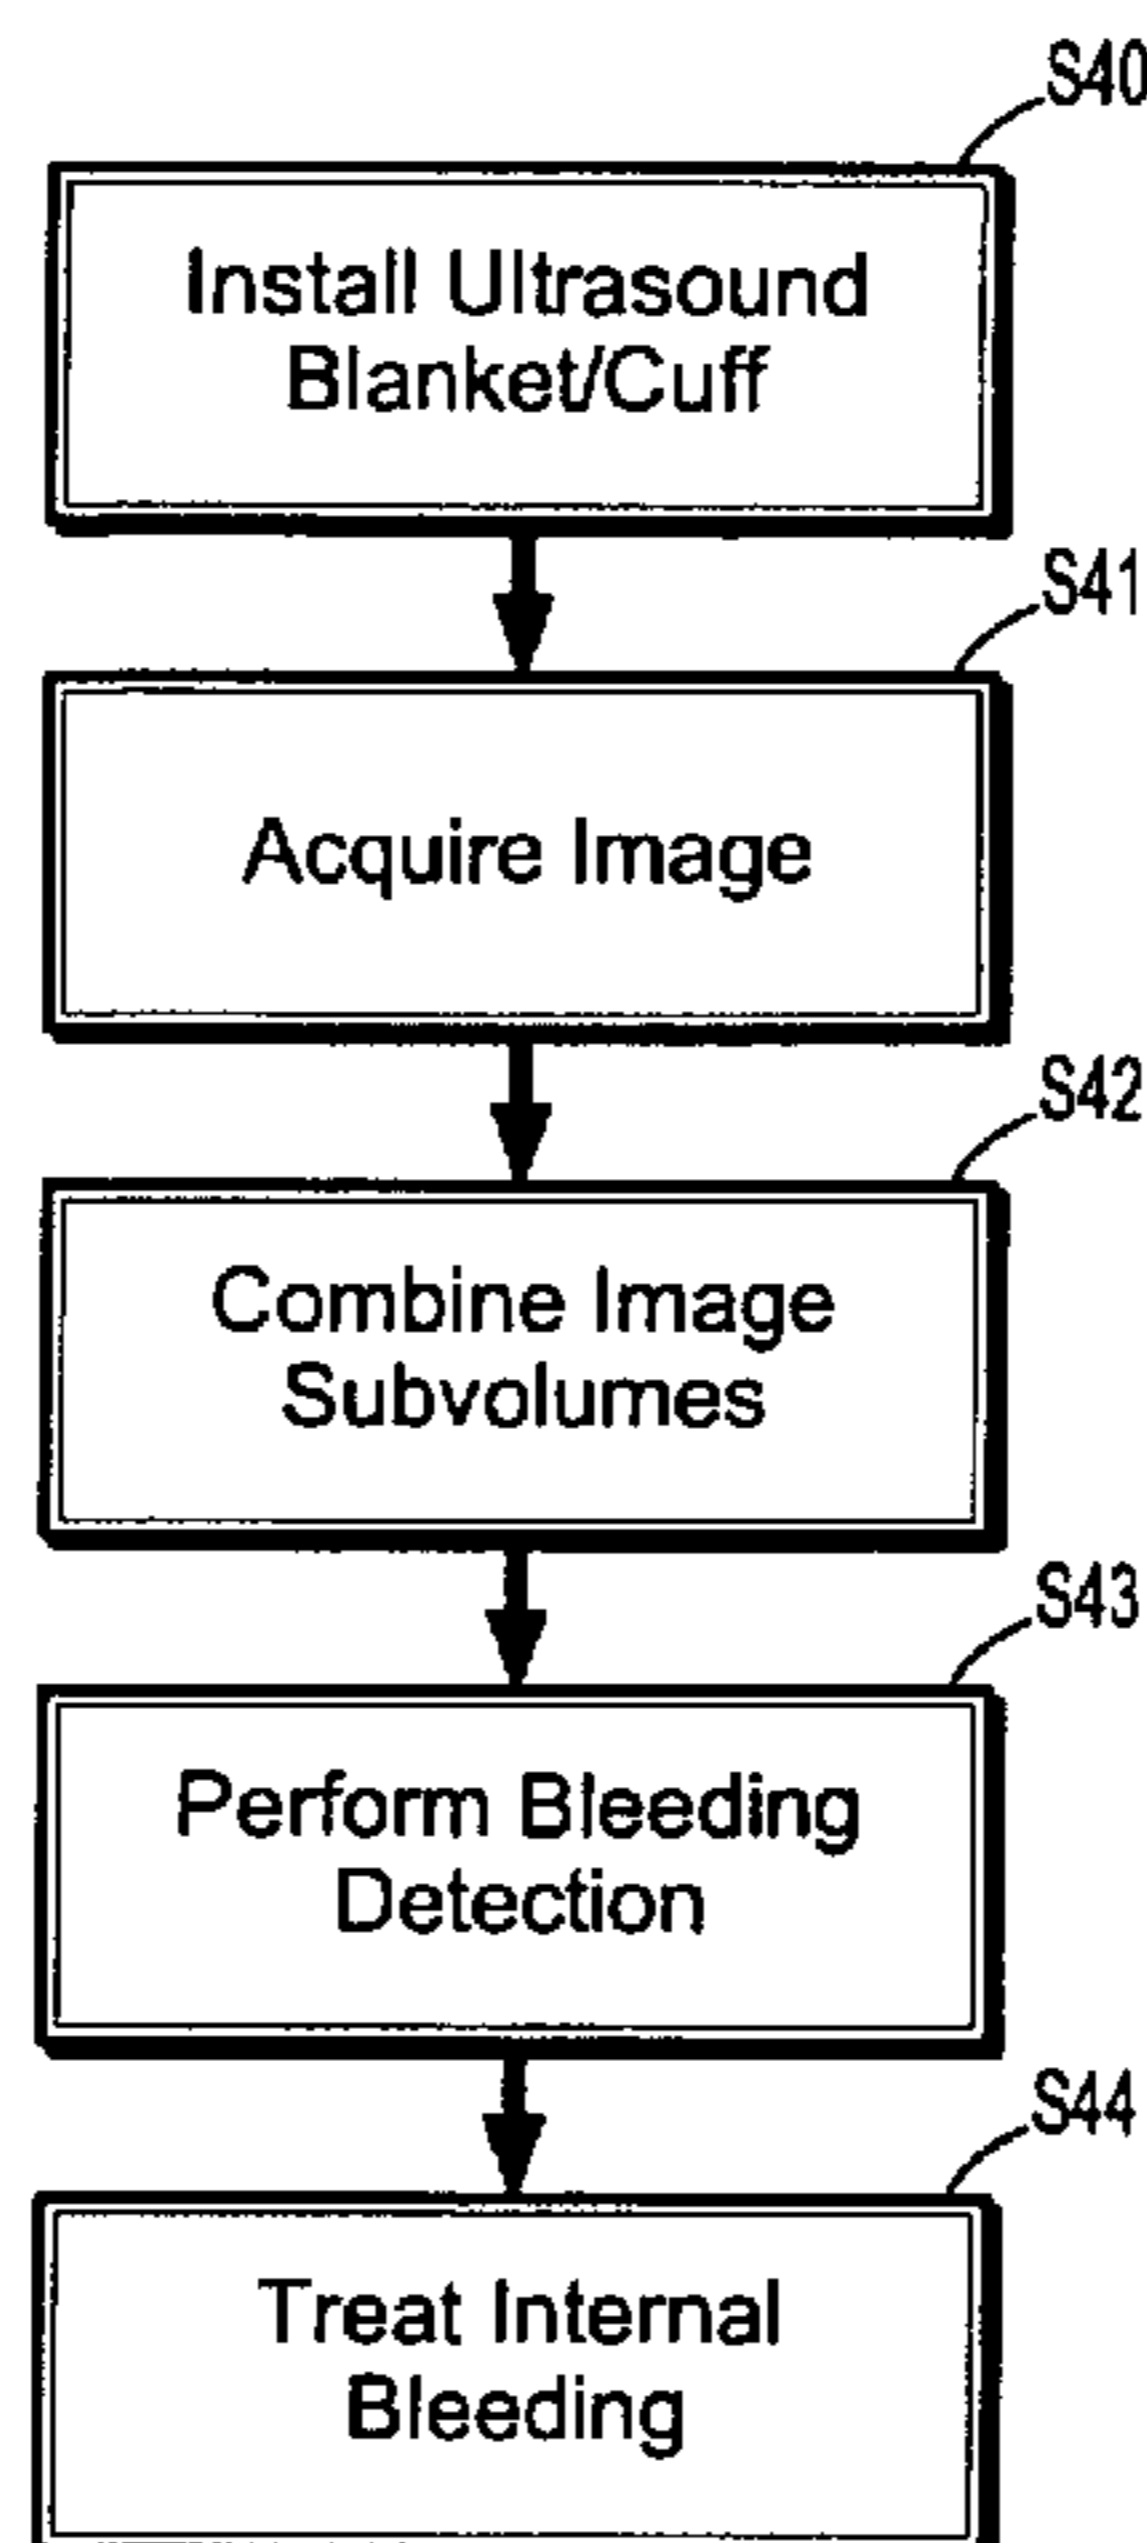 S40
Install Ultrasound
Blanket/Cuff
S41
Acquire Image
S42
Combine Image
Subvolumes
S43
Perform Bleeding
Detection
S44
Treat Internal
Bleeding